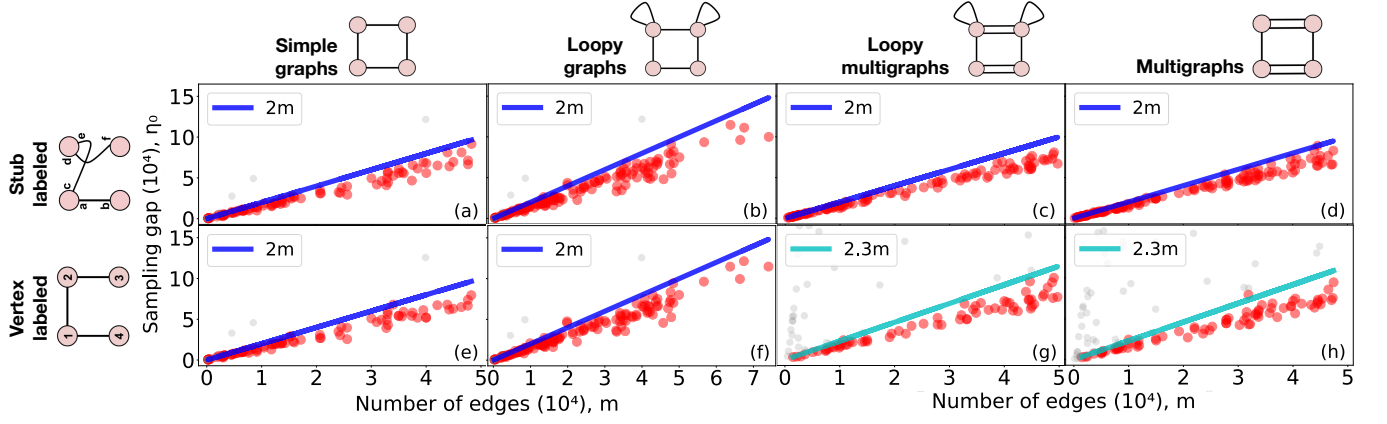 Simple
graphs
Loopy
graphs
Loopy
multigraphs
Multigraphs
Stub
labeled
a
b
c
d
e
f
Vertex
labeled
1
2
3
4
Sampling gap (10⁴), η₀
15
10
5
0
2m
(a)
2m
(b)
2m
(c)
2m
(d)
15
10
5
0
2m
(e)
2m
(f)
2.3m
(g)
2.3m
(h)
0 1 2 3 4 5
0 1 2 3 4 5 6 7
0 1 2 3 4 5
0 1 2 3 4 5
Number of edges (10⁴), m
Number of edges (10⁴), m